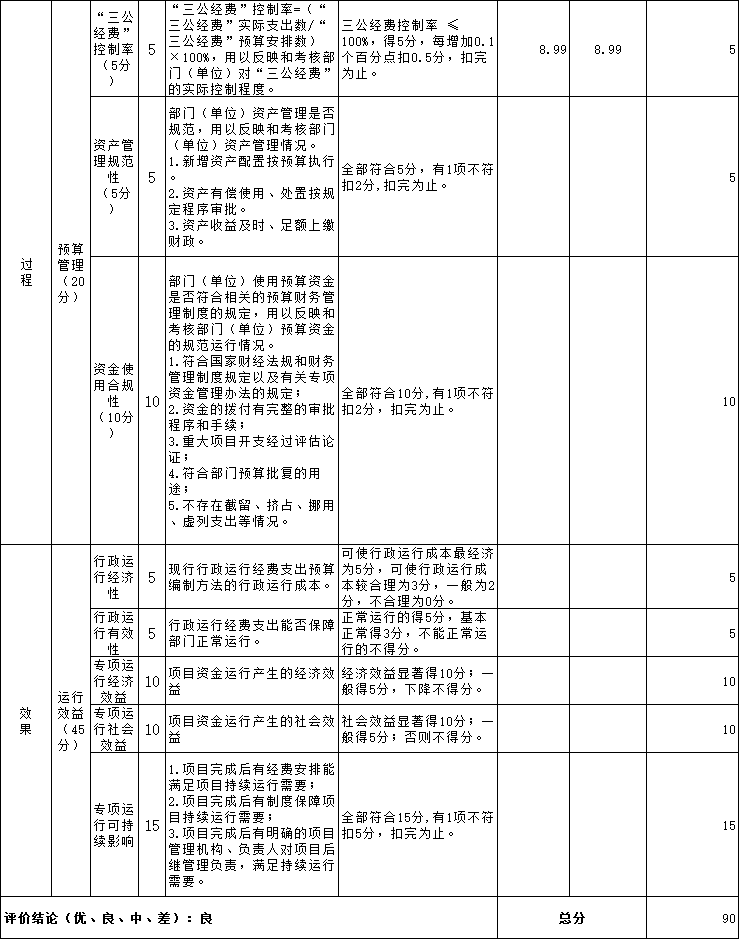 过程
预算
管理
（20
分）
“三公
经费”
控制率
（5分
）
5
“三公经费”控制率=（“
三公经费”实际支出数/“
三公经费”预算安排数）
×100%，用以反映和考核部
门（单位）对“三公经费”
的实际控制程度。
三公经费控制率 ≤
100%，得5分，每增加0.1
个百分点扣0.5分，扣完
为止。
8.99
8.99
5
资产管
理规范
性
（5分
）
5
部门（单位）资产管理是否
规范，用以反映和考核部门
（单位）资产管理情况。
1.新增资产配置按预算执行
。
2.资产有偿使用、处置按规
定程序审批。
3.资产收益及时、足额上缴
财政。
全部符合5分，有1项不符
扣2分,扣完为止。
5
资金使
用合规
性
（10分
）
10
部门（单位）使用预算资金
是否符合相关的预算财务管
理制度的规定，用以反映和
考核部门（单位）预算资金
的规范运行情况。
1.符合国家财经法规和财务
管理制度规定以及有关专项
资金管理办法的规定；
2.资金的拨付有完整的审批
程序和手续；
3.重大项目开支经过评估论
证；
4.符合部门预算批复的用
途；
5.不存在截留、挤占、挪用
、虚列支出等情况。
全部符合10分,有1项不符
扣2分，扣完为止。
10
效果
运行
效益
（45
分）
行政运
行经济
性
5
现行行政运行经费支出预算
编制方法的行政运行成本。
可使行政运行成本最经济
为5分，可使行政运行成
本较合理为3分，一般为2
分，不合理为0分。
5
行政运
行有效
性
5
行政运行经费支出能否保障
部门正常运行。
正常运行的得5分，基本
正常得3分，不能正常运
行的不得分。
5
专项运
行经济
效益
10
项目资金运行产生的经济效
益
经济效益显著得10分；一
般得5分，下降不得分。
10
专项运
行社会
效益
10
项目资金运行产生的社会效
益
社会效益显著得10分；一
般得5分；否则不得分。
10
专项运
行可持
续影响
15
1.项目完成后有经费安排能
满足项目持续运行需要；
2.项目完成后有制度保障项
目持续运行需要；
3.项目完成后有明确的项目
管理机构、负责人对项目后
继管理负责，满足持续运行
需要。
全部符合15分,有1项不符
扣5分，扣完为止。
15
评价结论（优、良、中、差）：良
总分
90